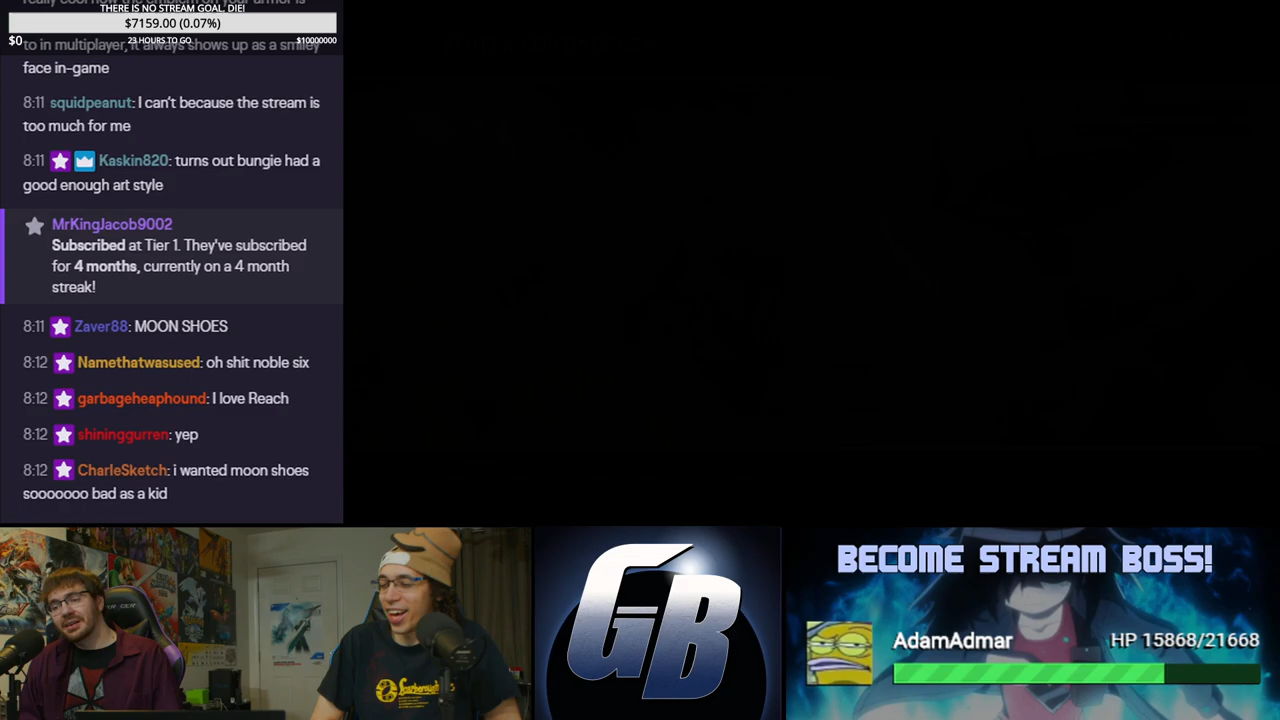 THERE IS NO STREAM GOAL, DIE!
$7159.00 (0.07%)
$0 23 HOURS TO GO $10000000
to in multiplayer, it always shows up as a smiley
face in-game
8:11 squidpeanut: I can't because the stream is
too much for me
8:11 Kaskin820: turns out bungie had a
good enough art style
MrKingJacob9002
Subscribed at Tier 1. They've subscribed
for 4 months, currently on a 4 month
streak!
8:11 Zaver88: MOON SHOES
8:12 Namethatwasused: oh shit noble six
8:12 garbageheaphound: I love Reach
8:12 shininggurren: yep
8:12 CharleSketch: i wanted moon shoes
sooooooo bad as a kid
GB
BECOME STREAM BOSS!
AdamAdmar HP 15868/21668